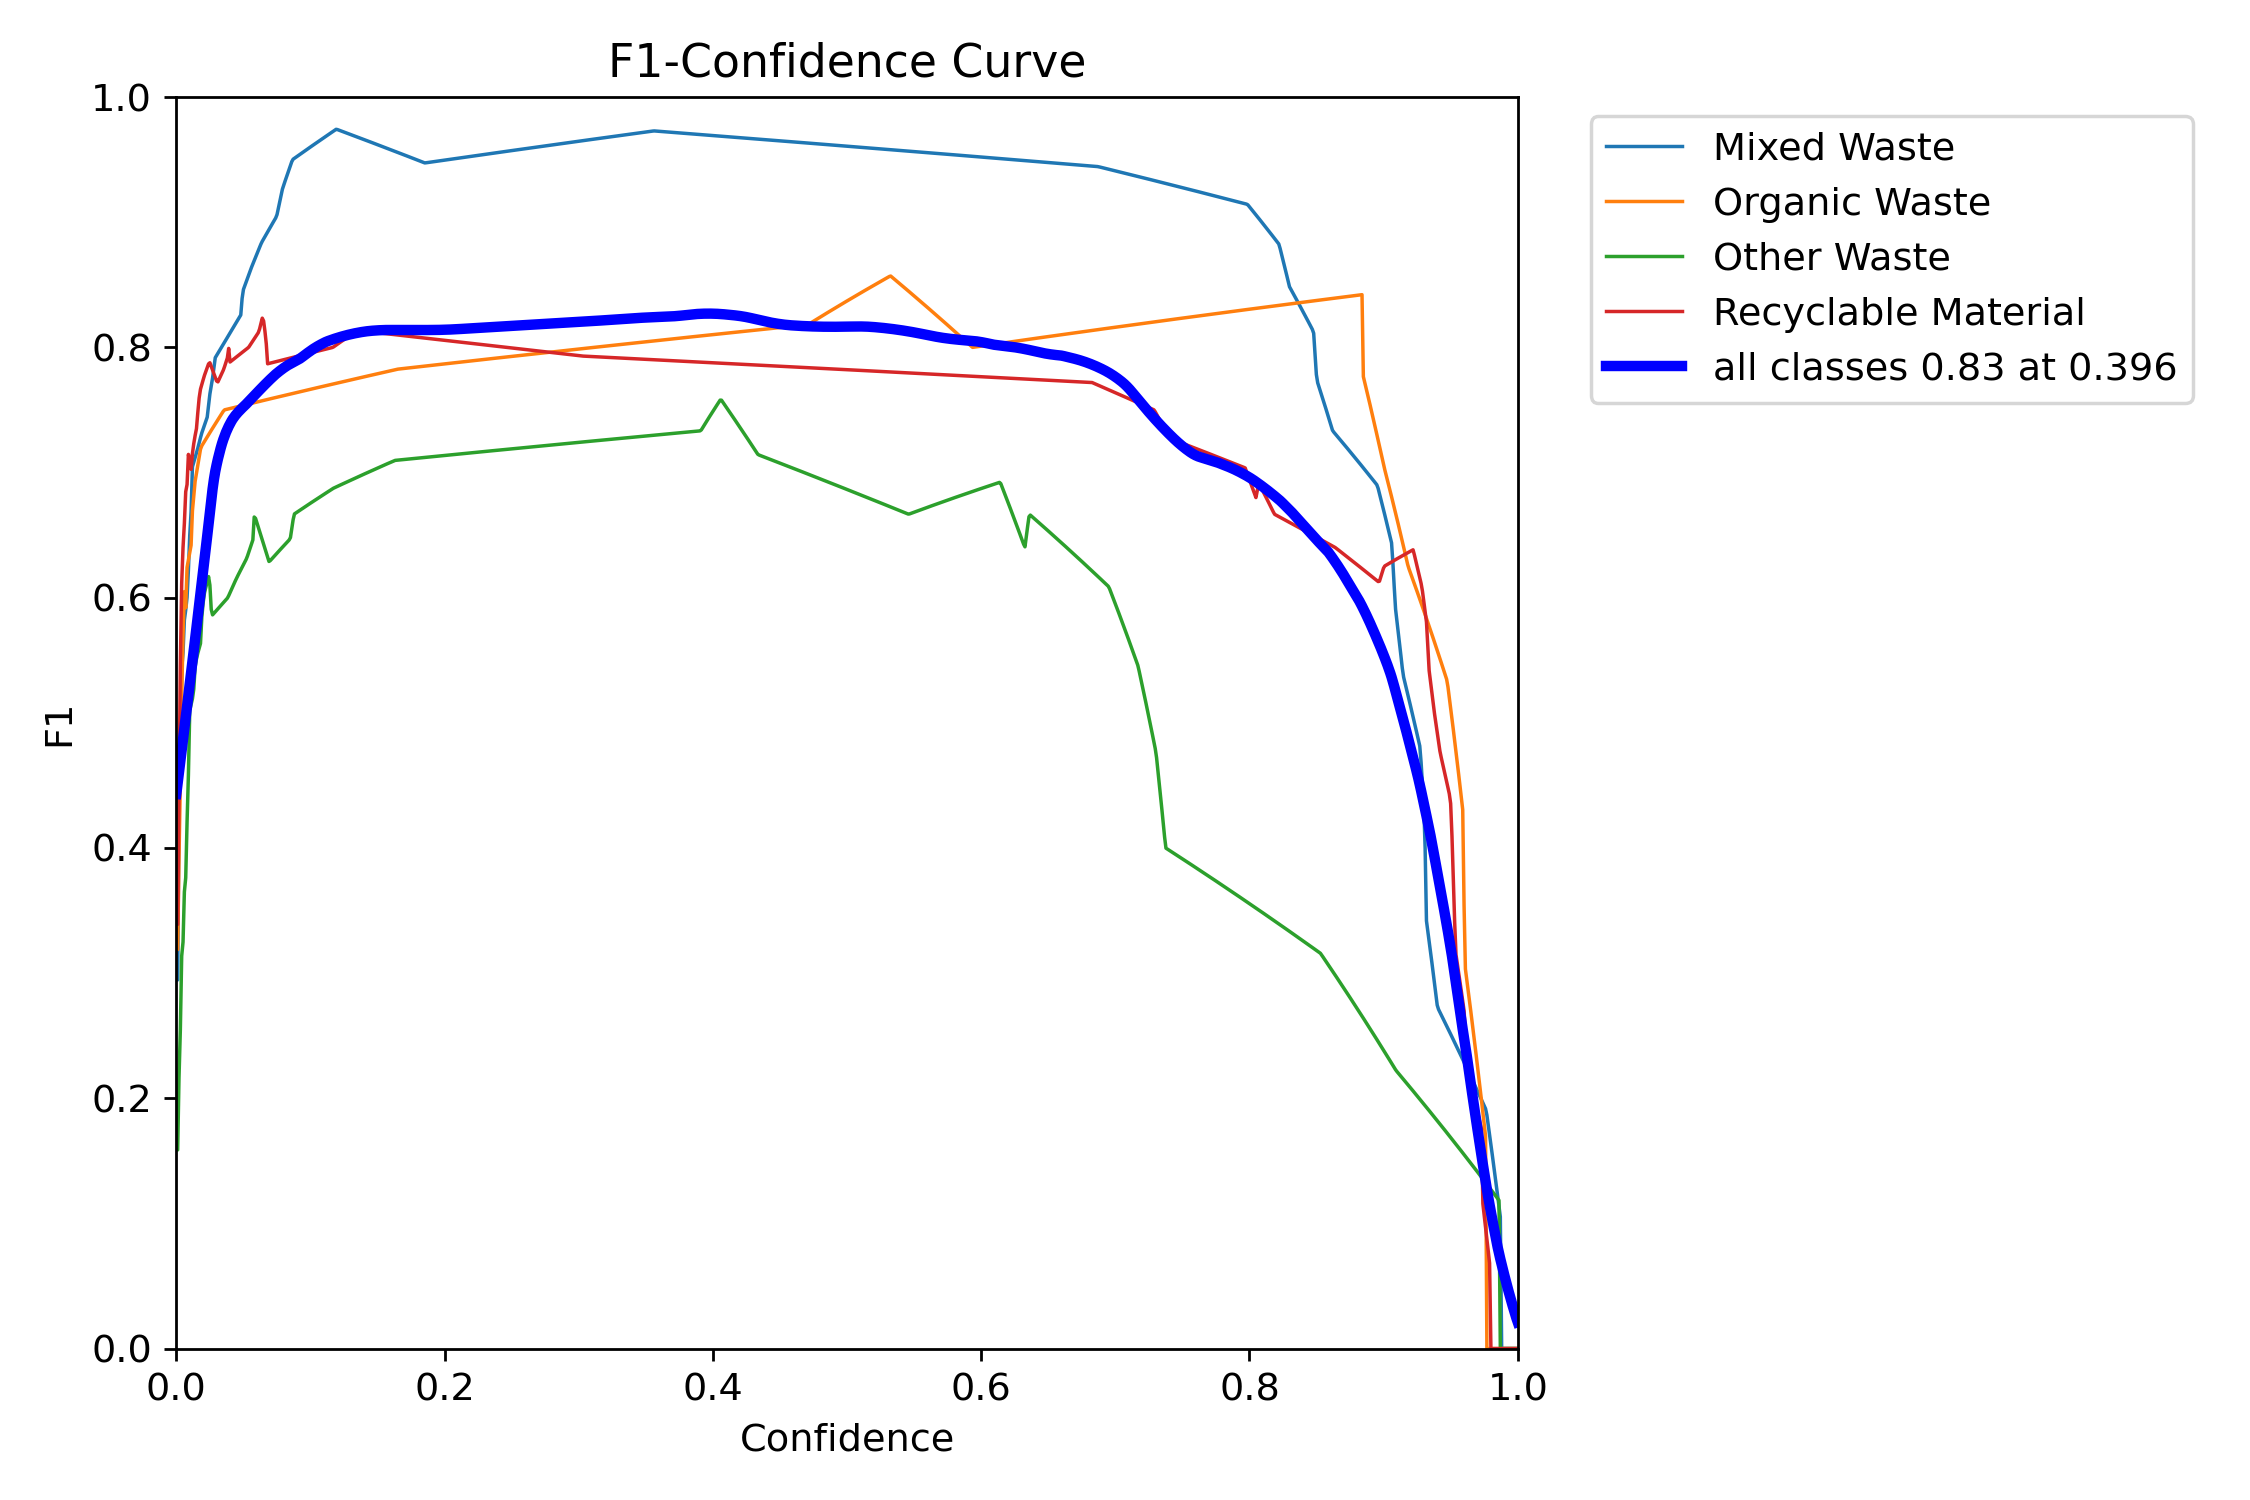 F1-Confidence Curve
1.0
0.8
0.6
0.4
0.2
0.0
F1
0.0 0.2 0.4 0.6 0.8 1.0
Confidence
Mixed Waste
Organic Waste
Other Waste
Recyclable Material
all classes 0.83 at 0.396